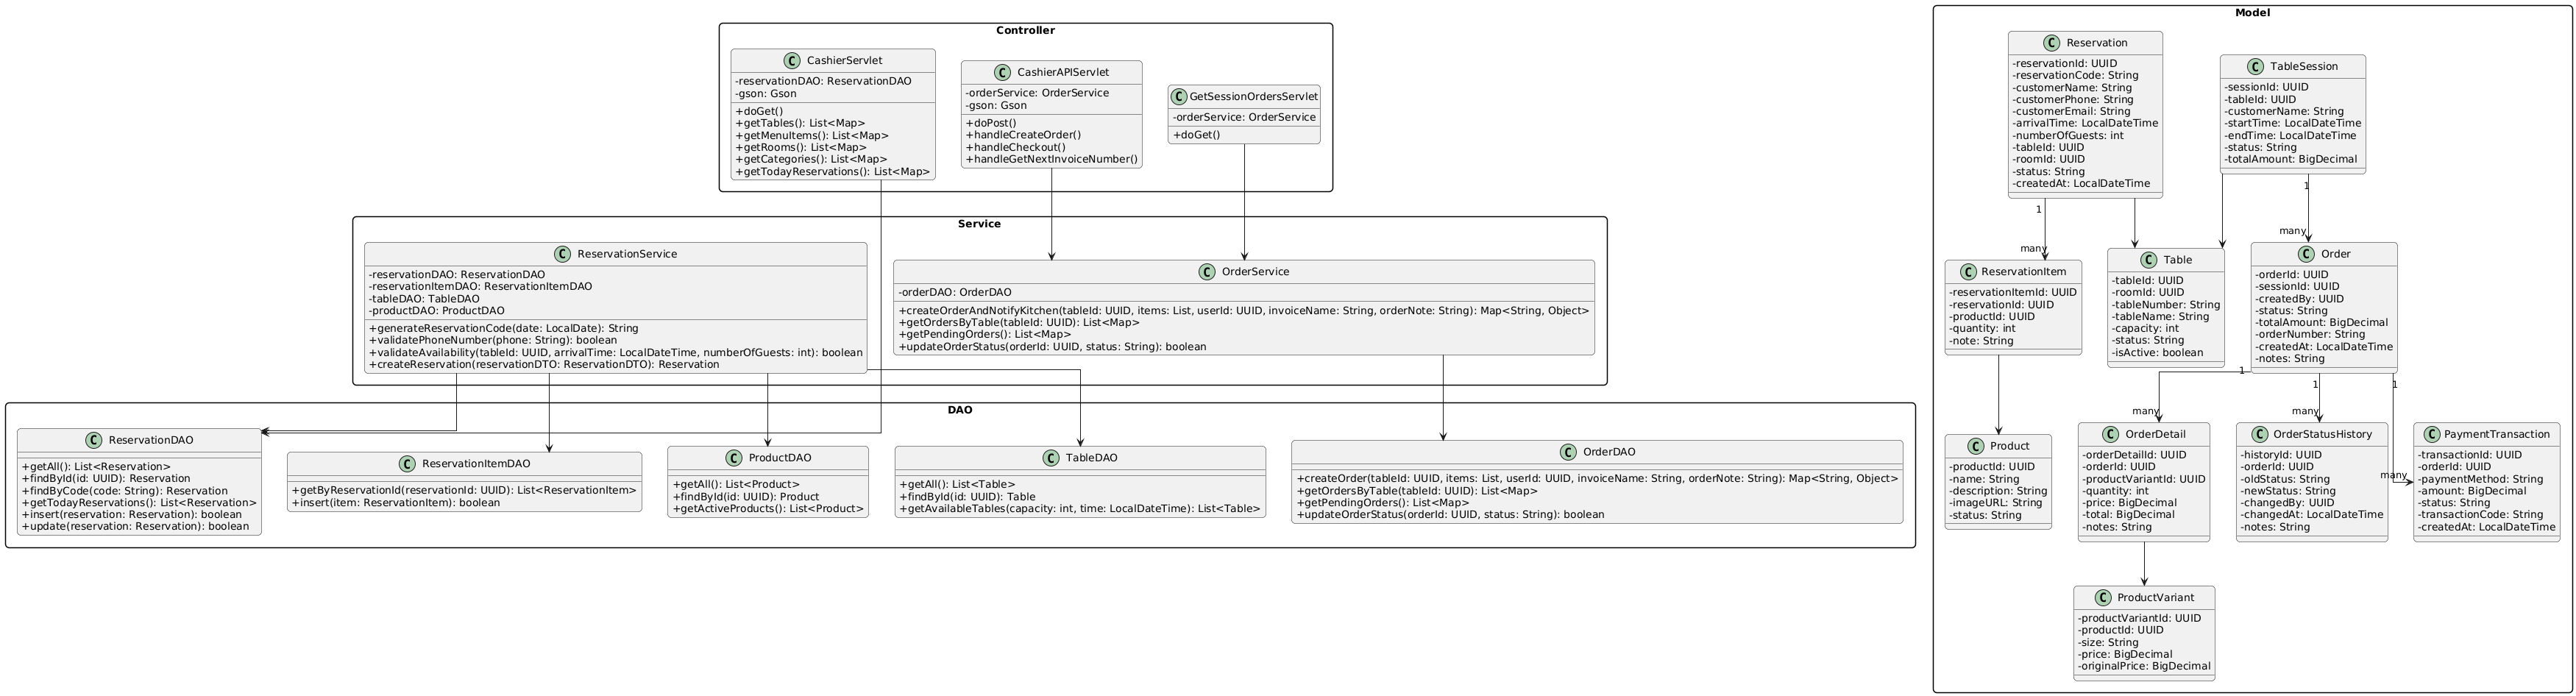 Controller
C CashierServlet
-reservationDAO: ReservationDAO
-gson: Gson
+doGet()
+getTables(): List<Map>
+getMenuItems(): List<Map>
+getRooms(): List<Map>
+getCategories(): List<Map>
+getTodayReservations(): List<Map>
C CashierAPIServlet
-orderService: OrderService
-gson: Gson
+doPost()
+handleCreateOrder()
+handleCheckout()
+handleGetNextInvoiceNumber()
C GetSessionOrdersServlet
-orderService: OrderService
+doGet()
Service
C ReservationService
-reservationDAO: ReservationDAO
-reservationItemDAO: ReservationItemDAO
-tableDAO: TableDAO
-productDAO: ProductDAO
+generateReservationCode(date: LocalDate): String
+validatePhoneNumber(phone: String): boolean
+validateAvailability(tableId: UUID, arrivalTime: LocalDateTime, numberOfGuests: int): boolean
+createReservation(reservationDTO: ReservationDTO): Reservation
C OrderService
-orderDAO: OrderDAO
+createOrderAndNotifyKitchen(tableId: UUID, items: List, userId: UUID, invoiceName: String, orderNote: String): Map<String, Object>
+getOrdersByTable(tableId: UUID): List<Map>
+getPendingOrders(): List<Map>
+updateOrderStatus(orderId: UUID, status: String): boolean
DAO
C ReservationDAO
+getAll(): List<Reservation>
+findById(id: UUID): Reservation
+findByCode(code: String): Reservation
+getTodayReservations(): List<Reservation>
+insert(reservation: Reservation): boolean
+update(reservation: Reservation): boolean
C ReservationItemDAO
+getByReservationId(reservationId: UUID): List<ReservationItem>
+insert(item: ReservationItem): boolean
C ProductDAO
+getAll(): List<Product>
+findById(id: UUID): Product
+getActiveProducts(): List<Product>
C TableDAO
+getAll(): List<Table>
+findById(id: UUID): Table
+getAvailableTables(capacity: int, time: LocalDateTime): List<Table>
C OrderDAO
+createOrder(tableId: UUID, items: List, userId: UUID, invoiceName: String, orderNote: String): Map<String, Object>
+getOrdersByTable(tableId: UUID): List<Map>
+getPendingOrders(): List<Map>
+updateOrderStatus(orderId: UUID, status: String): boolean
Model
C Reservation
-reservationId: UUID
-reservationCode: String
-customerName: String
-customerPhone: String
-customerEmail: String
-arrivalTime: LocalDateTime
-numberOfGuests: int
-tableId: UUID
-roomId: UUID
-status: String
-createdAt: LocalDateTime
C TableSession
-sessionId: UUID
-tableId: UUID
-customerName: String
-startTime: LocalDateTime
-endTime: LocalDateTime
-status: String
-totalAmount: BigDecimal
1
many
1
many
C ReservationItem
-reservationItemId: UUID
-reservationId: UUID
-productId: UUID
-quantity: int
-note: String
C Table
-tableId: UUID
-roomId: UUID
-tableNumber: String
-tableName: String
-capacity: int
-status: String
-isActive: boolean
C Order
-orderId: UUID
-sessionId: UUID
-createdBy: UUID
-status: String
-totalAmount: BigDecimal
-orderNumber: String
-createdAt: LocalDateTime
-notes: String
1
many
1
many
1
many
C Product
-productId: UUID
-name: String
-description: String
-imageURL: String
-status: String
C OrderDetail
-orderDetailId: UUID
-orderId: UUID
-productVariantId: UUID
-quantity: int
-price: BigDecimal
-total: BigDecimal
-notes: String
C OrderStatusHistory
-historyId: UUID
-orderId: UUID
-oldStatus: String
-newStatus: String
-changedBy: UUID
-changedAt: LocalDateTime
-notes: String
C PaymentTransaction
-transactionId: UUID
-orderId: UUID
-paymentMethod: String
-amount: BigDecimal
-status: String
-transactionCode: String
-createdAt: LocalDateTime
C ProductVariant
-productVariantId: UUID
-productId: UUID
-size: String
-price: BigDecimal
-originalPrice: BigDecimal